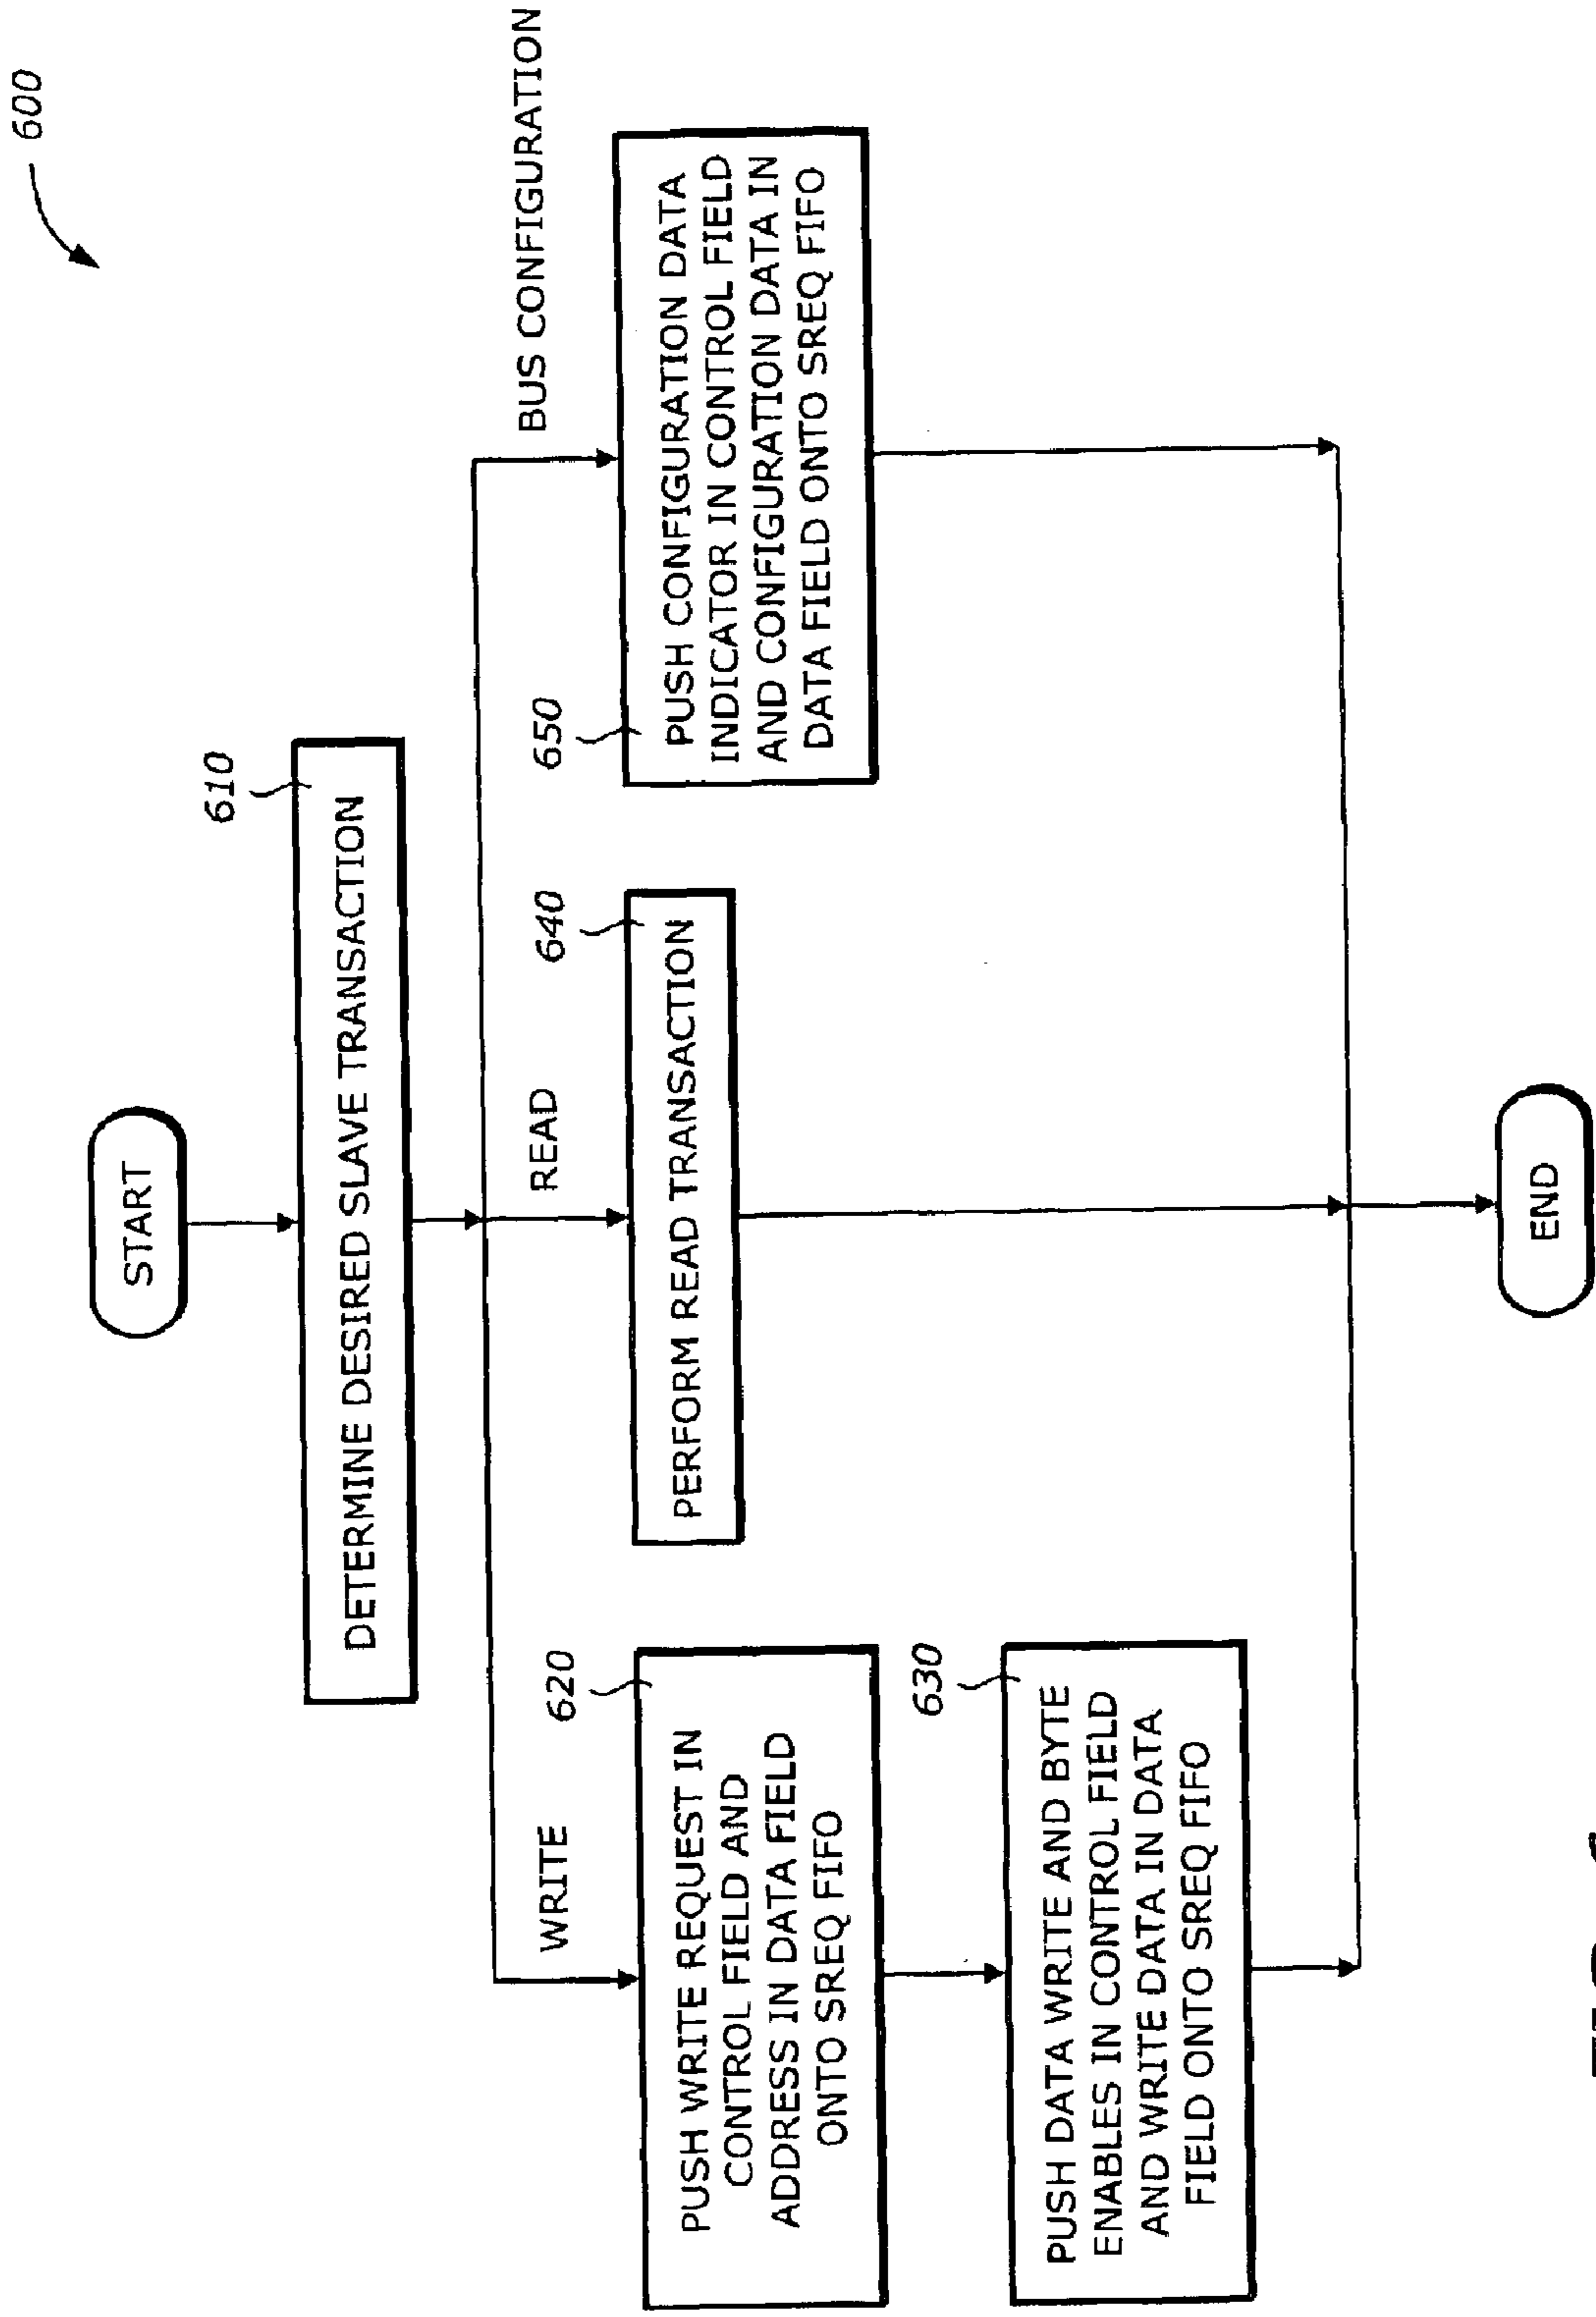 600
START
610
DETERMINE DESIRED SLAVE TRANSACTION
WRITE
READ
BUS CONFIGURATION
620
PUSH WRITE REQUEST IN
CONTROL FIELD AND
ADDRESS IN DATA FIELD
ONTO SREQ FIFO
630
PUSH DATA WRITE AND BYTE
ENABLES IN CONTROL FIELD
AND WRITE DATA IN DATA
FIELD ONTO SREQ FIFO
640
PERFORM READ TRANSACTION
650
PUSH CONFIGURATION DATA
INDICATOR IN CONTROL FIELD
AND CONFIGURATION DATA IN
DATA FIELD ONTO SREQ FIFO
END